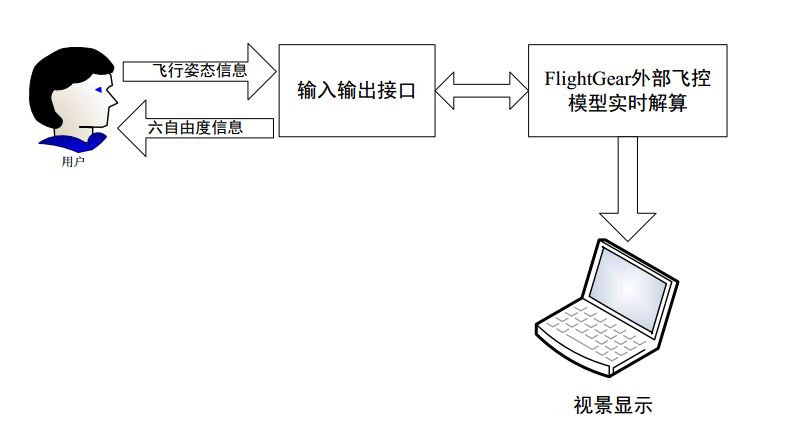 飞行姿态信息
六自由度信息
用户
输入输出接口
FlightGear外部飞控
模型实时解算
视景显示